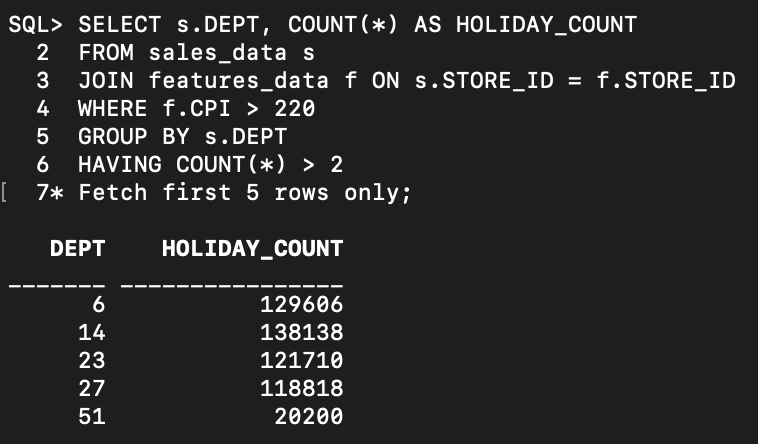 SQL> SELECT s.DEPT, COUNT(*) AS HOLIDAY_COUNT
2 FROM sales_data s
3 JOIN features_data f ON s.STORE_ID = f.STORE_ID
4 WHERE f.CPI > 220
5 GROUP BY s.DEPT
6 HAVING COUNT(*) > 2
[ 7* Fetch first 5 rows only;
DEPT HOLIDAY_COUNT
_______ ________________
6 129606
14 138138
23 121710
27 118818
51 20200